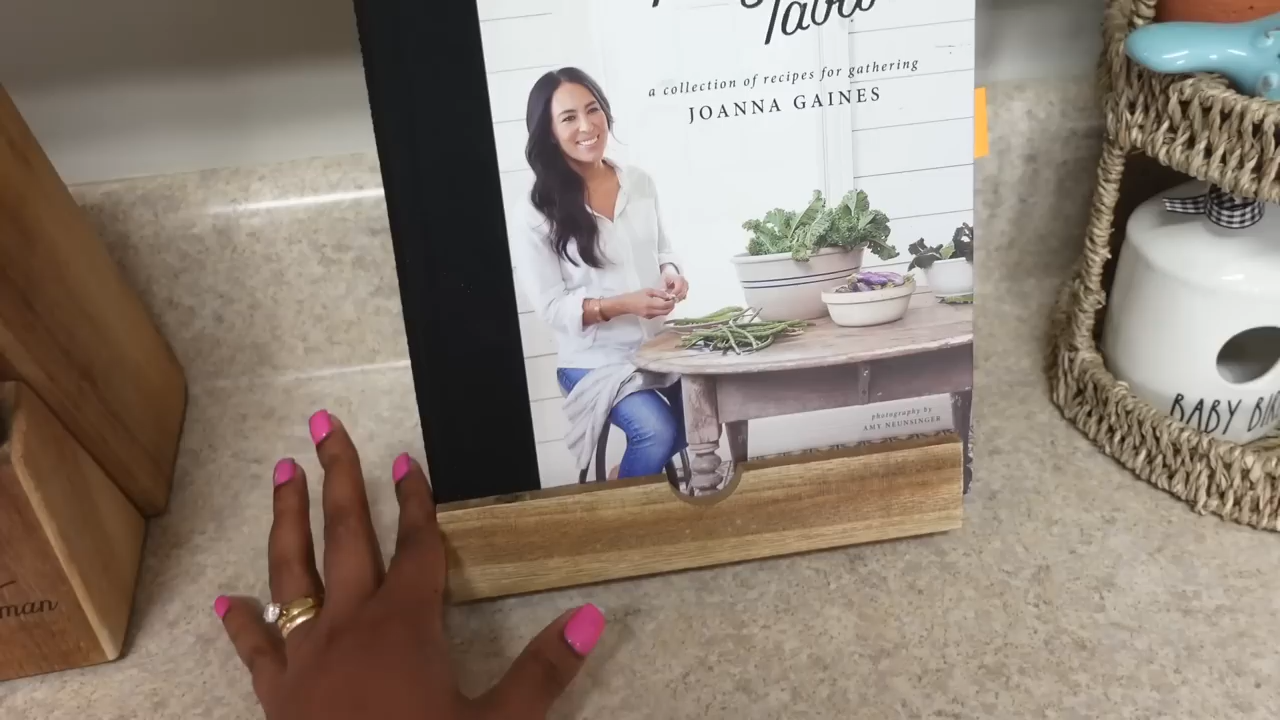 a collection of recipes for gathering
JOANNA GAINES
photography by
AMY NEUNSINGER
man
BABY BI